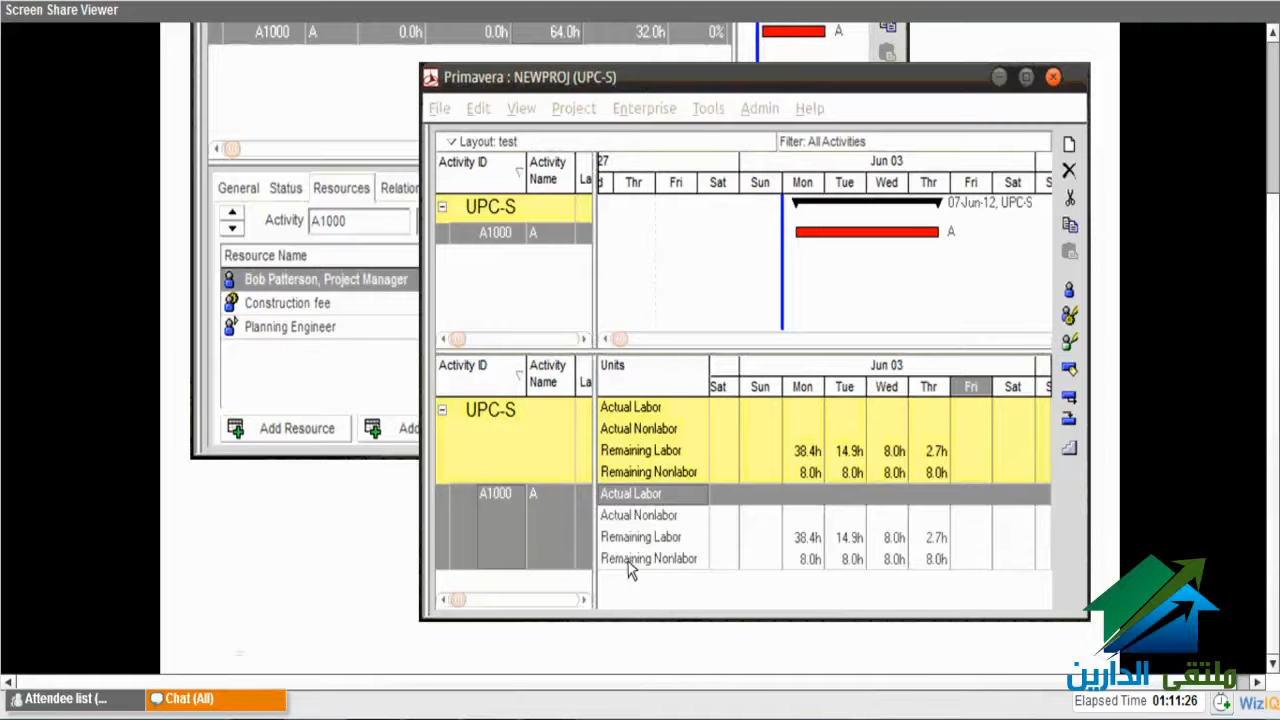 Screen Share Viewer
A1000 A 0.0h 0.0h 64.0h 32.0h 0% A
Primavera : NEWPROJ (UPC-S)
File Edit View Project Enterprise Tools Admin Help
Layout: test Filter: All Activities
Activity ID Activity Name La 27 Jun 03
d Thr Fri Sat Sun Mon Tue Wed Thr Fri Sat S
UPC-S 07-Jun-12, UPC-S
A1000 A A
General Status Resources Relation
Activity A1000
Resource Name
Bob Patterson, Project Manager
Construction fee
Planning Engineer
Add Resource Add
Activity ID Activity Name La Units Jun 03
Sat Sun Mon Tue Wed Thr Fri Sat S
UPC-S Actual Labor
Actual Nonlabor
Remaining Labor 38.4h 14.9h 8.0h 2.7h
Remaining Nonlabor 8.0h 8.0h 8.0h 8.0h
A1000 A Actual Labor
Actual Nonlabor
Remaining Labor 38.4h 14.9h 8.0h 2.7h
Remaining Nonlabor 8.0h 8.0h 8.0h 8.0h
ملتقى الدارين
Attendee list (... Chat (All) Elapsed Time 01:11:26 WizIQ